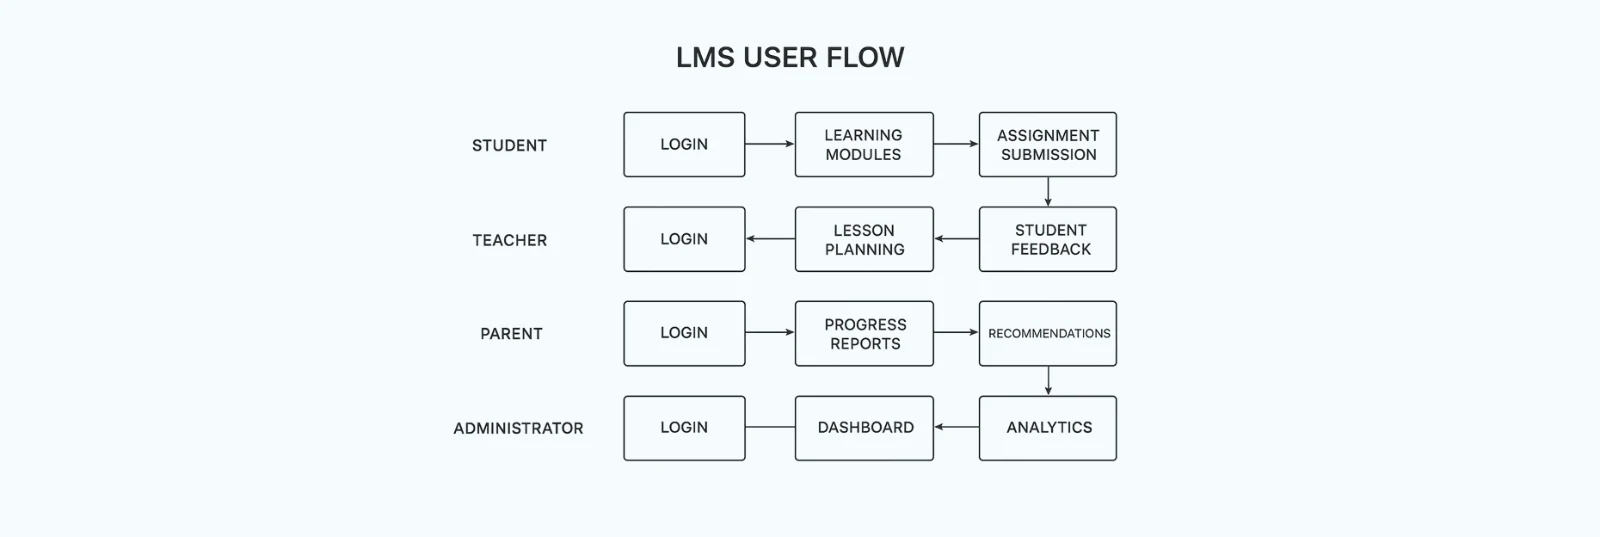 LMS USER FLOW
STUDENT
LOGIN
LEARNING
MODULES
ASSIGNMENT
SUBMISSION
TEACHER
LOGIN
LESSON
PLANNING
STUDENT
FEEDBACK
PARENT
LOGIN
PROGRESS
REPORTS
RECOMMENDATIONS
ADMINISTRATOR
LOGIN
DASHBOARD
ANALYTICS